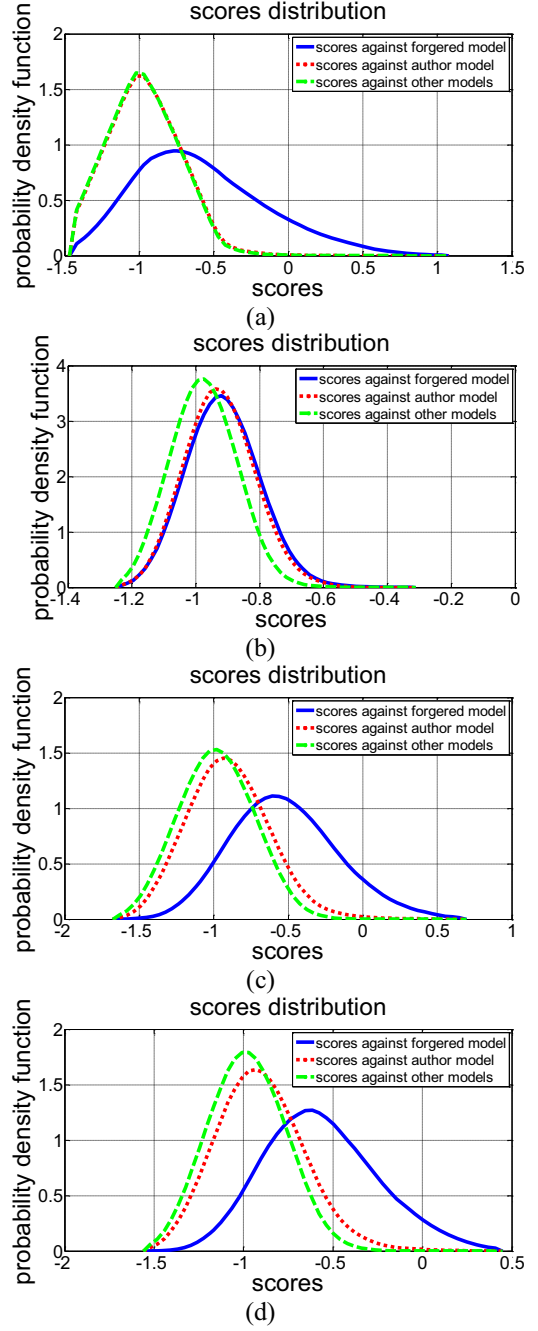 scores distribution
probability density function
2
1.5
1
0.5
0
scores against forgered model
scores against author model
scores against other models
-1.5 -1 -0.5 0 0.5 1 1.5
scores
(a)
scores distribution
probability density function
4
3
2
1
0
scores against forgered model
scores against author model
scores against other models
-1.4 -1.2 -1 -0.8 -0.6 -0.4 -0.2 0
scores
(b)
scores distribution
probability density function
2
1.5
1
0.5
0
scores against forgered model
scores against author model
scores against other models
-2 -1.5 -1 -0.5 0 0.5 1
scores
(c)
scores distribution
probability density function
2
1.5
1
0.5
0
scores against forgered model
scores against author model
scores against other models
-2 -1.5 -1 -0.5 0 0.5
scores
(d)